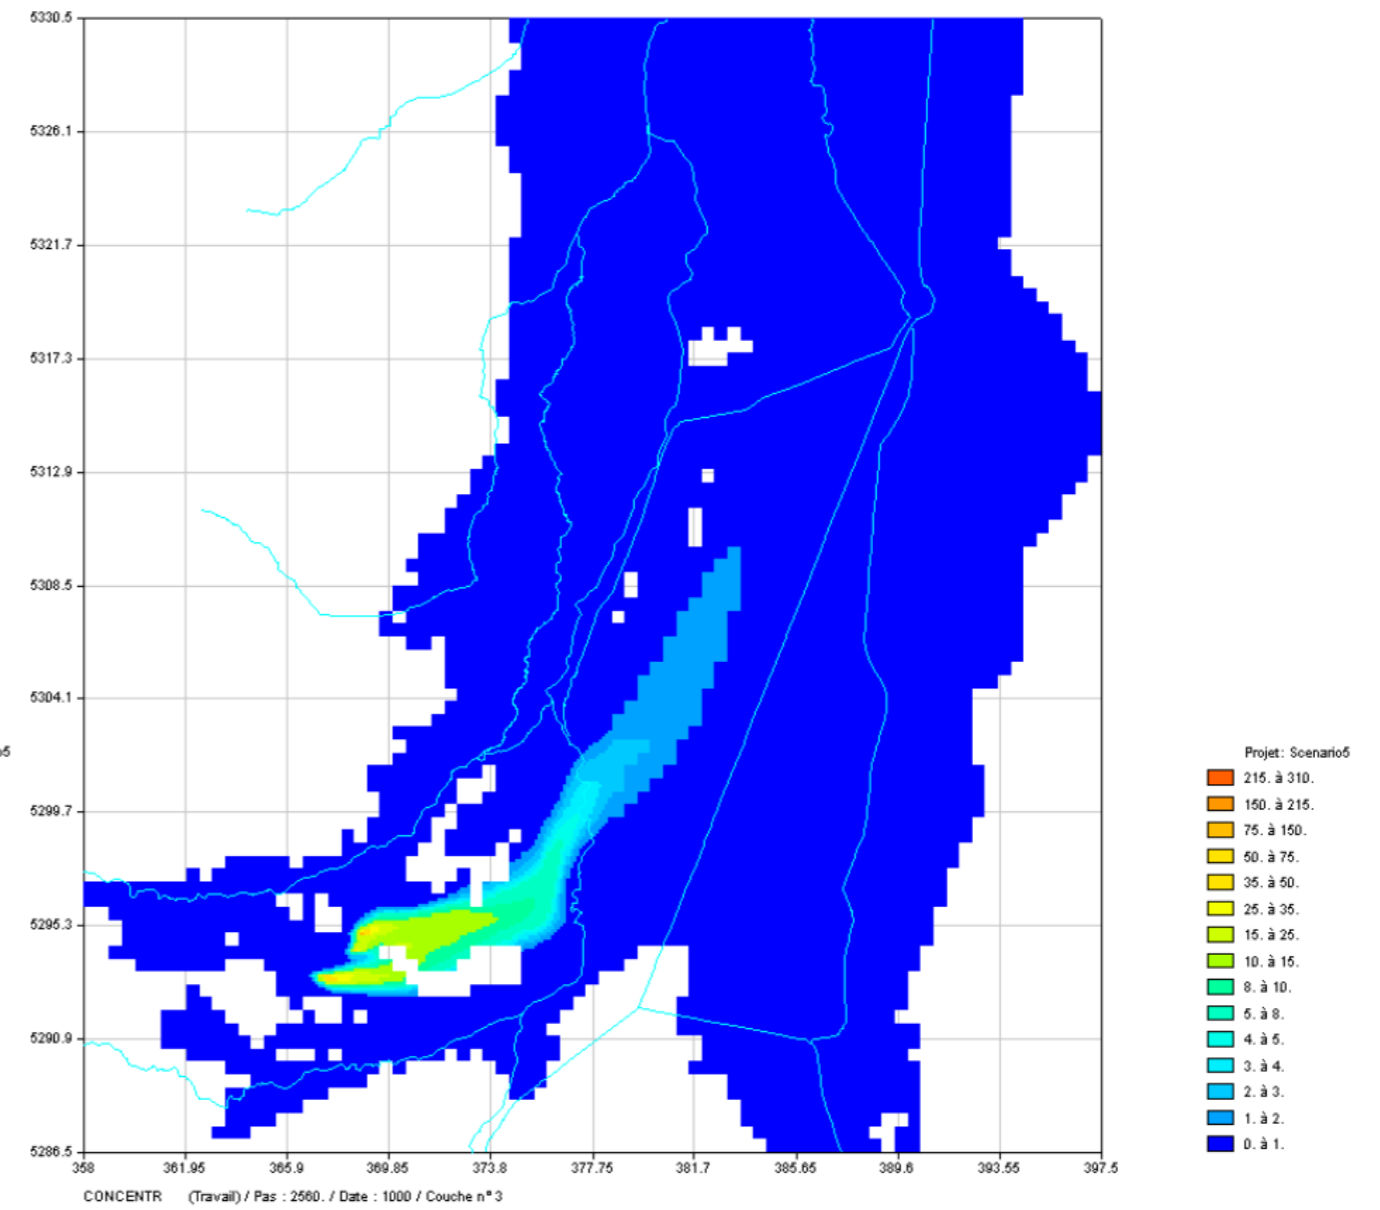 5330.5
5326.1
5321.7
5317.3
5312.9
5308.5
5304.1
5299.7
5295.3
5290.9
5286.5
358 361.95 365.9 369.85 373.8 377.75 381.7 385.65 389.6 393.55 397.5
CONCENTR (Travail) / Pas : 2560. / Date : 1000 / Couche n° 3
o5
Projet: Scenario5
215. à 310.
150. à 215.
75. à 150.
50. à 75.
35. à 50.
25. à 35.
15. à 25.
10. à 15.
8. à 10.
5. à 8.
4. à 5.
3. à 4.
2. à 3.
1. à 2.
0. à 1.